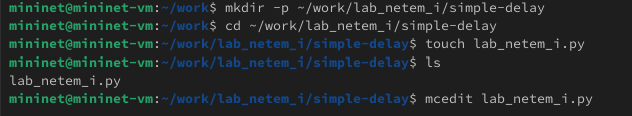 mininet@mininet-vm:~/work$ mkdir -p ~/work/lab_netem_i/simple-delay
mininet@mininet-vm:~/work$ cd ~/work/lab_netem_i/simple-delay
mininet@mininet-vm:~/work/lab_netem_i/simple-delay$ touch lab_netem_i.py
mininet@mininet-vm:~/work/lab_netem_i/simple-delay$ ls
lab_netem_i.py
mininet@mininet-vm:~/work/lab_netem_i/simple-delay$ mcedit lab_netem_i.py